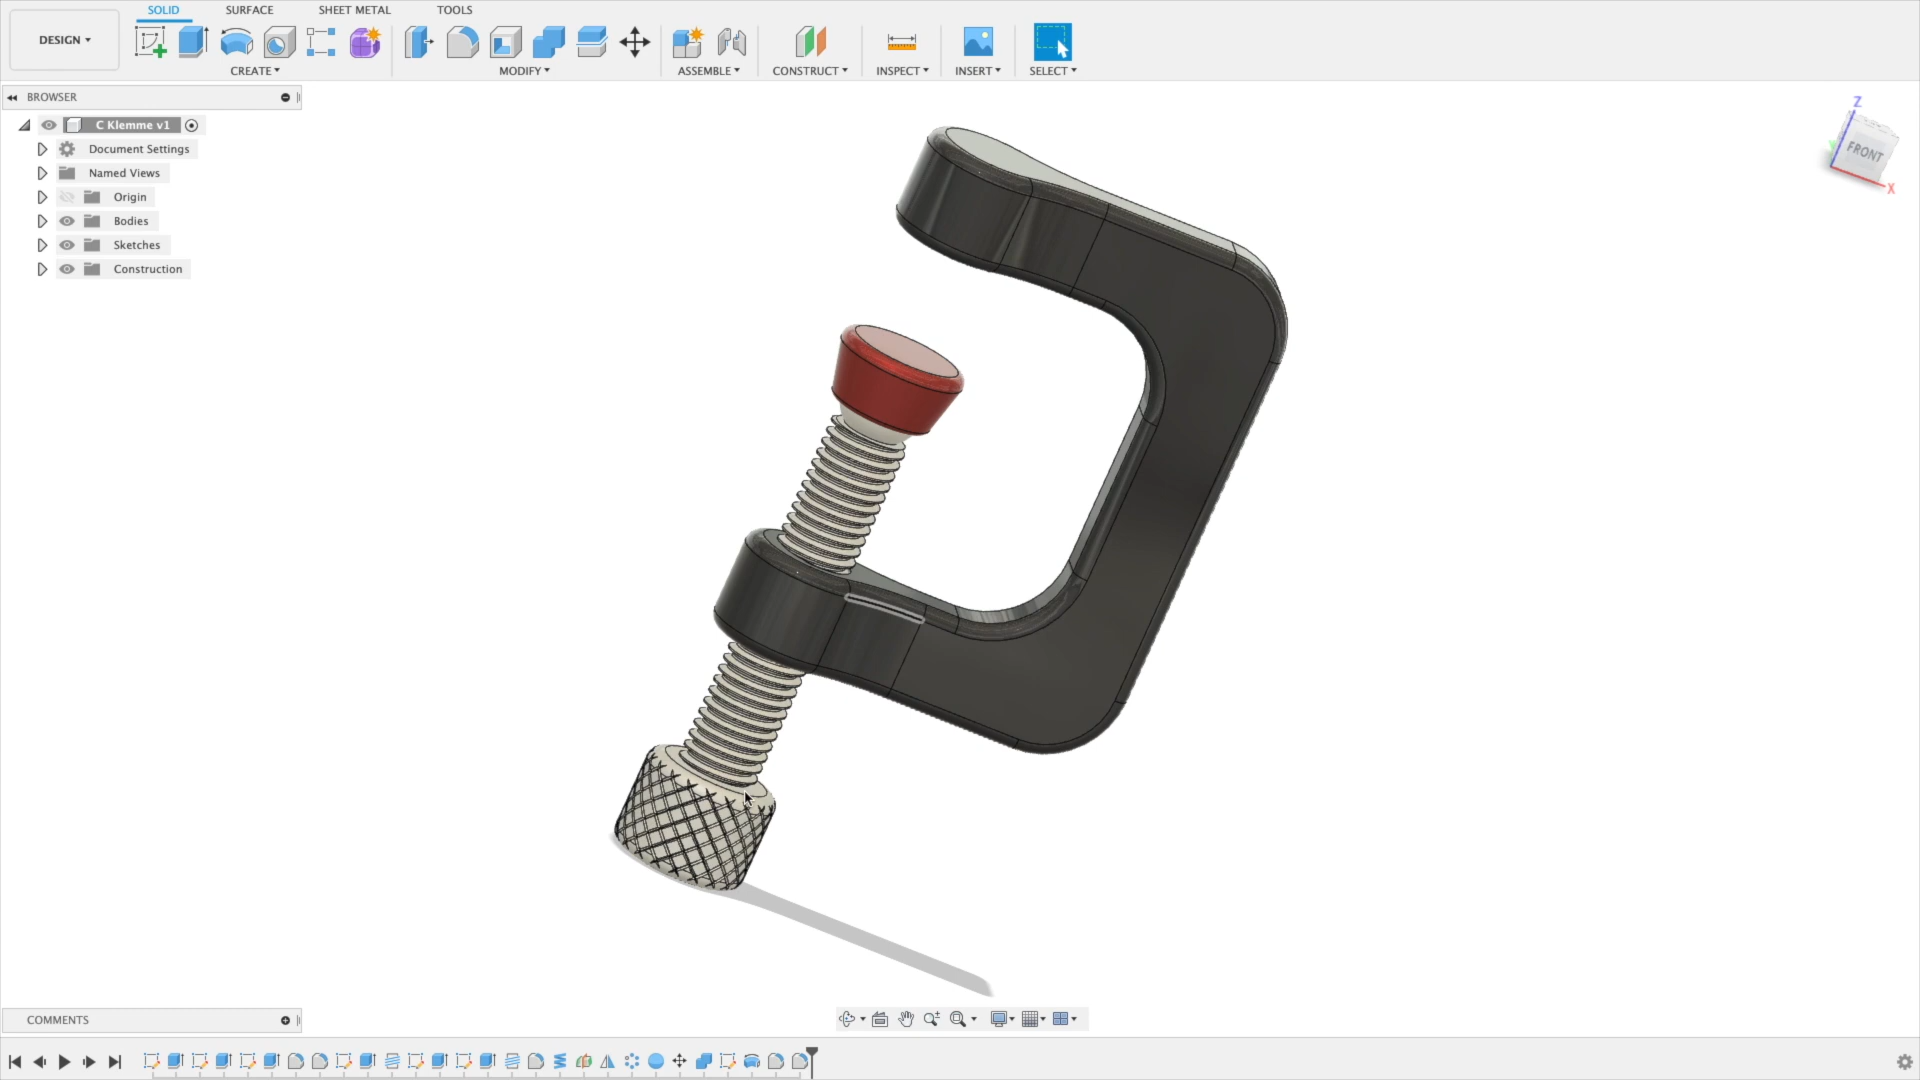 SOLID SURFACE SHEET METAL TOOLS
DESIGN
CREATE MODIFY ASSEMBLE CONSTRUCT INSPECT INSERT SELECT
BROWSER
C Klemme v1
Document Settings
Named Views
Origin
Bodies
Sketches
Construction
Z
FRONT
X
COMMENTS